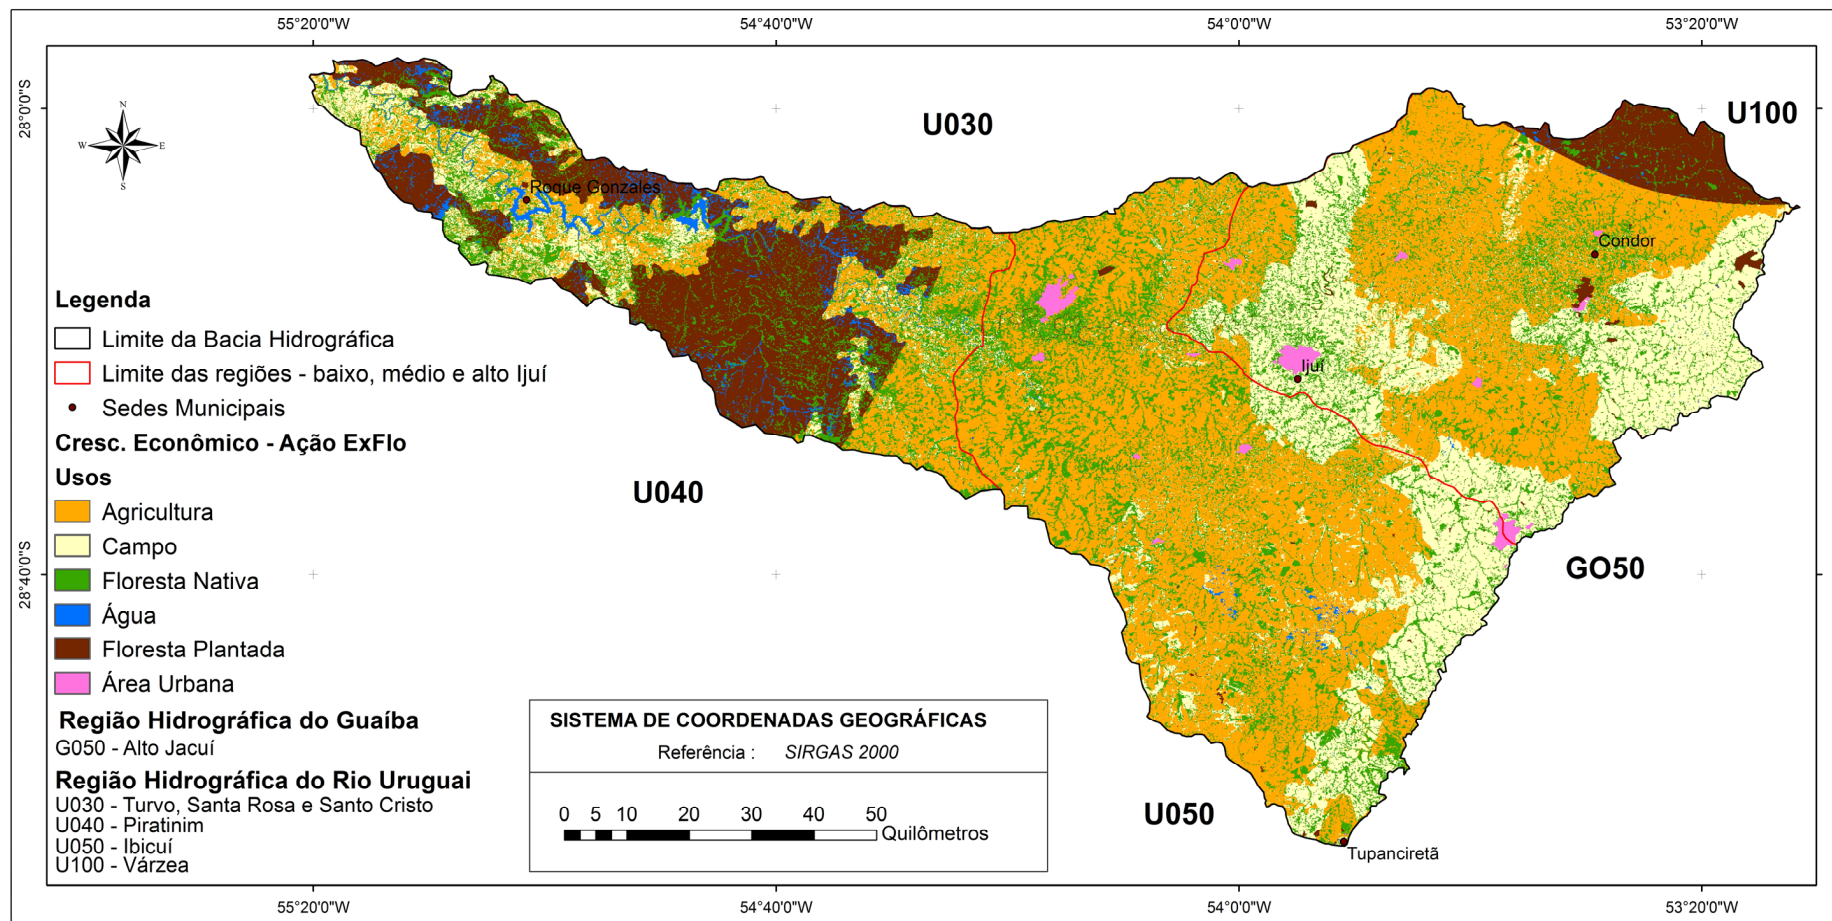 55°20'0"W 54°40'0"W 54°0'0"W 53°20'0"W
28°0'0"S
28°40'0"S
N
W E
S
U030
U100
Roque Gonzales
Condor
Ijuí
U040
GO50
U050
Tupanciretã
Legenda
Limite da Bacia Hidrográfica
Limite das regiões - baixo, médio e alto Ijuí
Sedes Municipais
Cresc. Econômico - Ação ExFlo
Usos
Agricultura
Campo
Floresta Nativa
Água
Floresta Plantada
Área Urbana
Região Hidrográfica do Guaíba
G050 - Alto Jacuí
Região Hidrográfica do Rio Uruguai
U030 - Turvo, Santa Rosa e Santo Cristo
U040 - Piratinim
U050 - Ibicuí
U100 - Várzea
SISTEMA DE COORDENADAS GEOGRÁFICAS
Referência : SIRGAS 2000
0 5 10 20 30 40 50
Quilômetros
55°20'0"W 54°40'0"W 54°0'0"W 53°20'0"W